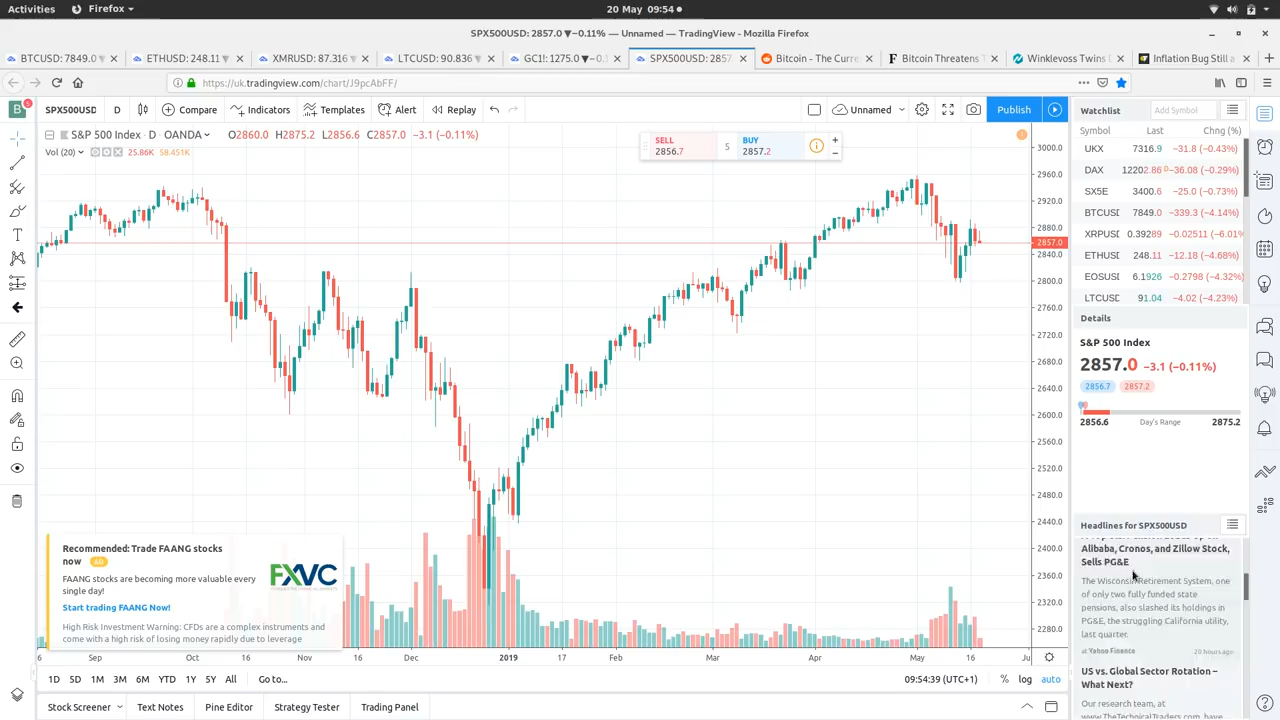 Activities
Firefox
20 May 09:54
SPX500USD: 2857.0 ▼−0.11% — Unnamed — TradingView - Mozilla Firefox
BTCUSD: 7849.0
ETHUSD: 248.11
XMRUSD: 87.316
LTCUSD: 90.836
GC1!: 1275.0
SPX500USD: 2857
Bitcoin - The Curre
Bitcoin Threatens
Winklevoss Twins
Inflation Bug Still a
https://uk.tradingview.com/chart/J9pcAbFF/
SPX500USD
D
Compare
Indicators
Templates
Alert
Replay
Unnamed
Publish
S&P 500 Index · D · OANDA
O2860.0 H2875.2 L2856.6 C2857.0 −3.1 (−0.11%)
Vol (20)
25.86K
58.451K
SELL
2856.7
5
BUY
2857.2
+
−
3000.0
2960.0
2920.0
2880.0
2857.0
2840.0
2800.0
2760.0
2720.0
2680.0
2640.0
2600.0
2560.0
2520.0
2480.0
2440.0
2400.0
2360.0
2320.0
2280.0
Recommended: Trade FAANG stocks
now
AD
FAANG stocks are becoming more valuable every
single day!
Start trading FAANG Now!
High Risk Investment Warning: CFDs are a complex instruments and
come with a high risk of losing money rapidly due to leverage
FXVC
6 Sep Oct 16 Nov 16 Dec 2019 17 Feb Mar Apr May 16 Ju
1D 5D 1M 3M 6M YTD 1Y 5Y All Go to...
09:54:39 (UTC+1) % log auto
Stock Screener
Text Notes
Pine Editor
Strategy Tester
Trading Panel
Watchlist
Add Symbol
Symbol Last Chng (%)
UKX 7316.9 −31.8 (−0.43%)
DAX 12202.86 −36.08 (−0.29%)
SX5E 3400.6 −25.0 (−0.73%)
BTCUSD 7849.0 −339.3 (−4.14%)
XRPUSD 0.39289 −0.02511 (−6.01%
ETHUSD 248.11 −12.18 (−4.68%)
EOSUSD 6.1926 −0.2798 (−4.32%)
LTCUSD 91.04 −4.02 (−4.23%)
Details
S&P 500 Index
2857.0 −3.1 (−0.11%)
2856.7
2857.2
2856.6 Day's Range 2875.2
Headlines for SPX500USD
Alibaba, Cronos, and Zillow Stock,
Sells PG&E
The Wisconsin Retirement System, one
of only two fully funded state
pensions, also slashed its holdings in
PG&E, the struggling California utility,
last quarter.
at Yahoo Finance
20 hours ago
US vs. Global Sector Rotation –
What Next?
Our research team, at
www.TheTechnicalTraders.com, have